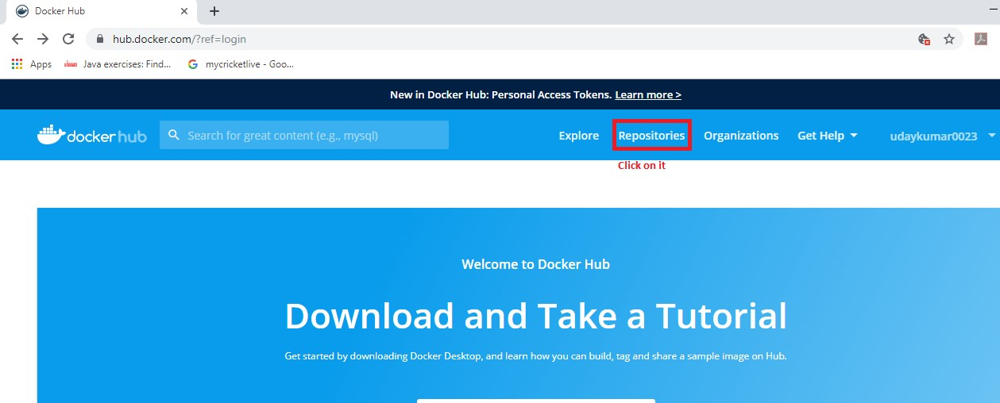 Docker Hub
hub.docker.com/?ref=login
Apps Java exercises: Find... mycricketlive - Goo...
New in Docker Hub: Personal Access Tokens. Learn more >
docker hub Search for great content (e.g., mysql) Explore Repositories Organizations Get Help udaykumar0023
Click on it
Welcome to Docker Hub
Download and Take a Tutorial
Get started by downloading Docker Desktop, and learn how you can build, tag and share a sample image on Hub.